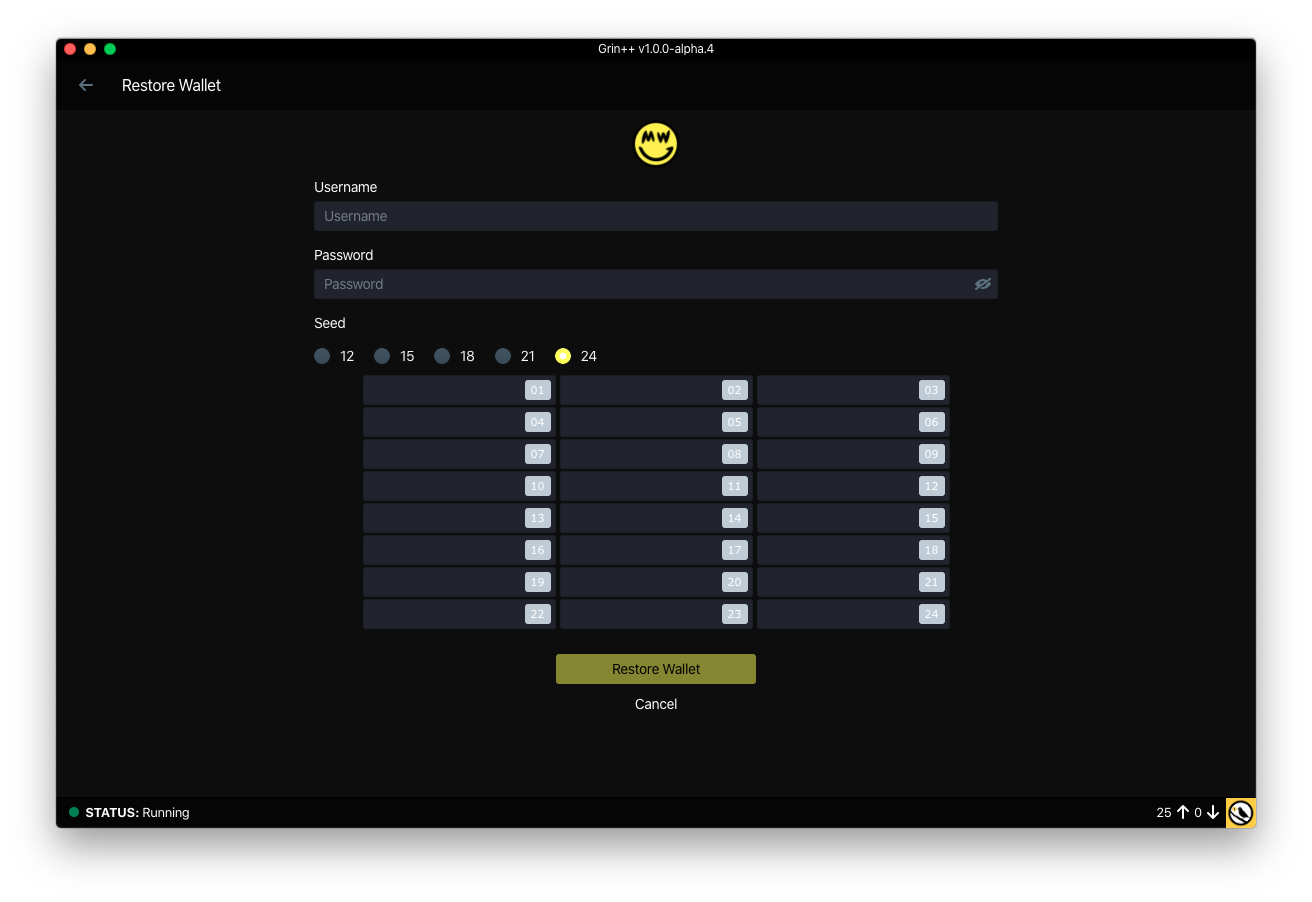 Grin++ v1.0.0-alpha.4
Restore Wallet
MW
Username
Username
Password
Password
Seed
12 15 18 21 24
01 02 03
04 05 06
07 08 09
10 11 12
13 14 15
16 17 18
19 20 21
22 23 24
Restore Wallet
Cancel
STATUS: Running 25 0